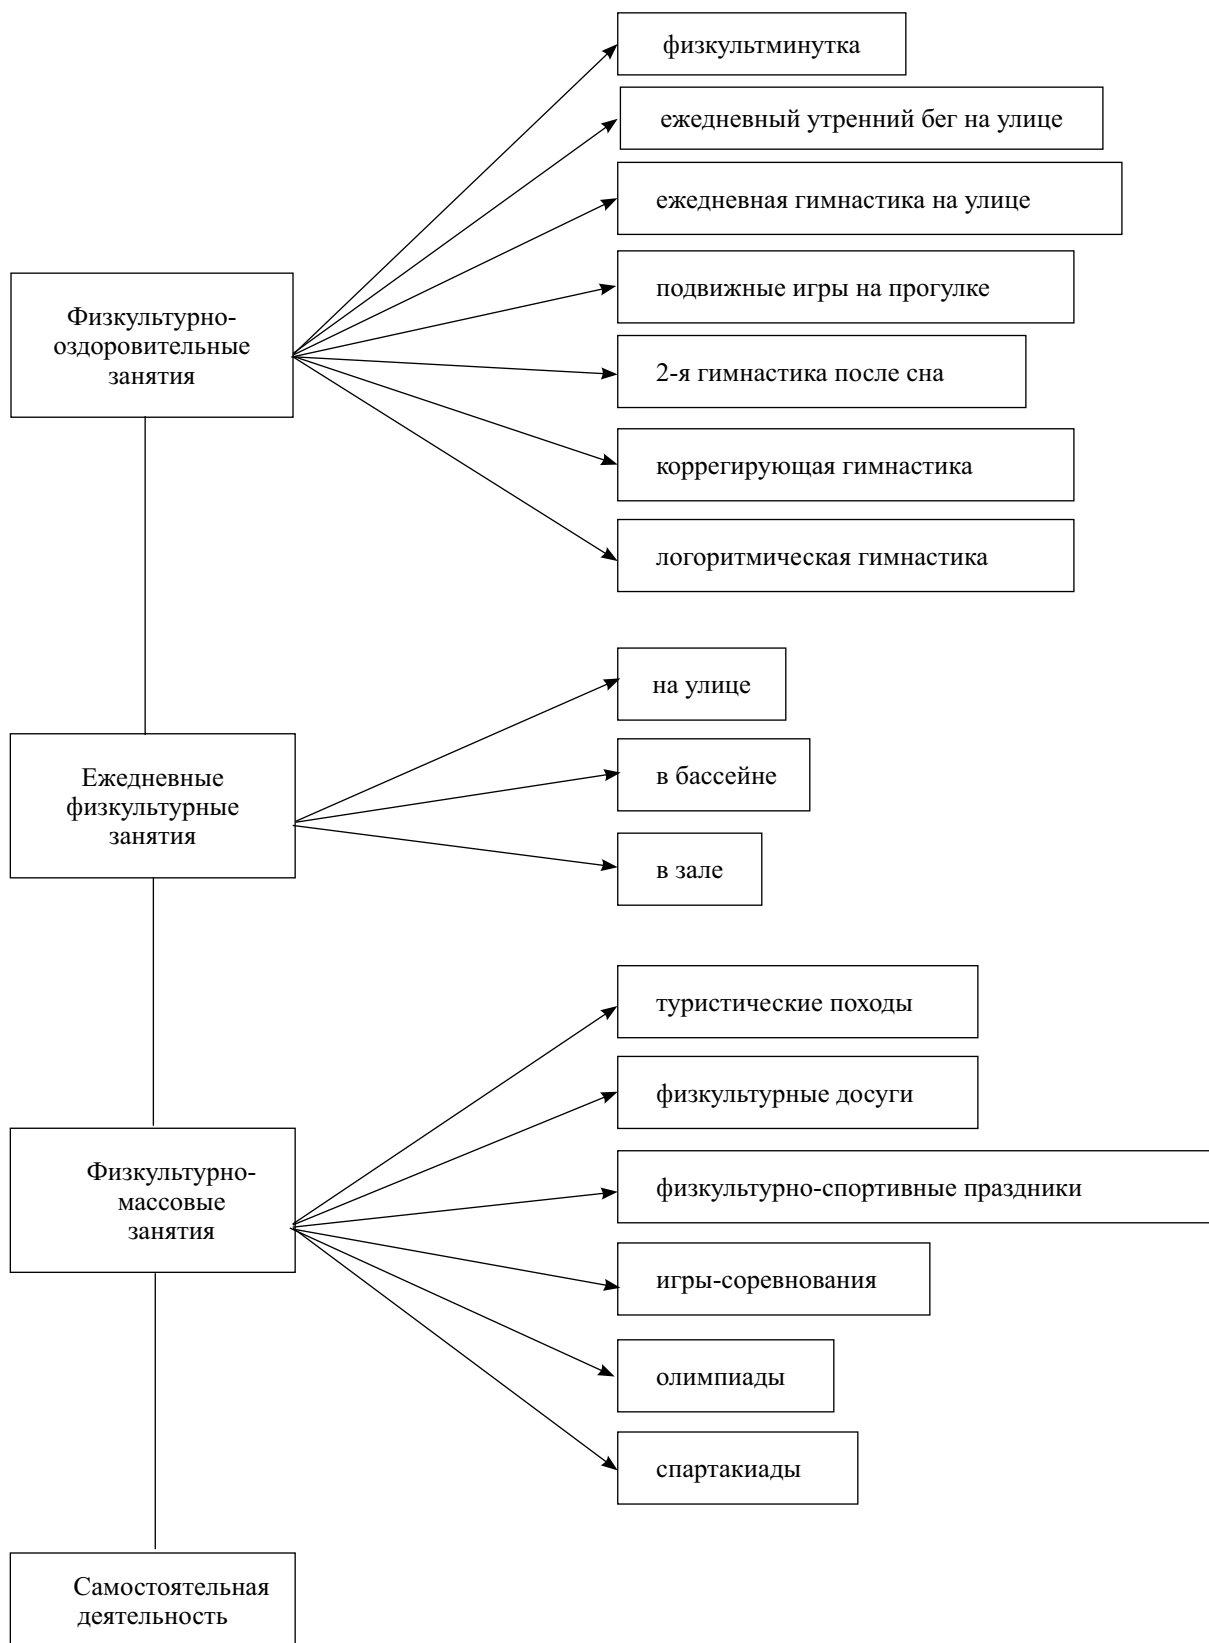 физкультминутка
ежедневный утренний бег на улице
ежедневная гимнастика на улице
подвижные игры на прогулке
Физкультурно-
оздоровительные
занятия
2-я гимнастика после сна
коррегирующая гимнастика
логоритмическая гимнастика
на улице
Ежедневные
физкультурные
занятия
в бассейне
в зале
туристические походы
физкультурные досуги
Физкультурно-
массовые
занятия
физкультурно-спортивные праздники
игры-соревнования
олимпиады
спартакиады
Самостоятельная
деятельность